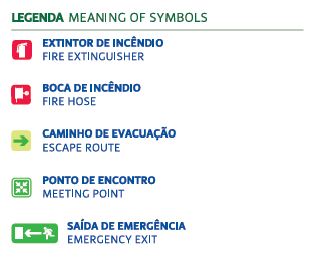 LEGENDA MEANING OF SYMBOLS
EXTINTOR DE INCÊNDIO
FIRE EXTINGUISHER
BOCA DE INCÊNDIO
FIRE HOSE
CAMINHO DE EVACUAÇÃO
ESCAPE ROUTE
PONTO DE ENCONTRO
MEETING POINT
SAÍDA DE EMERGÊNCIA
EMERGENCY EXIT